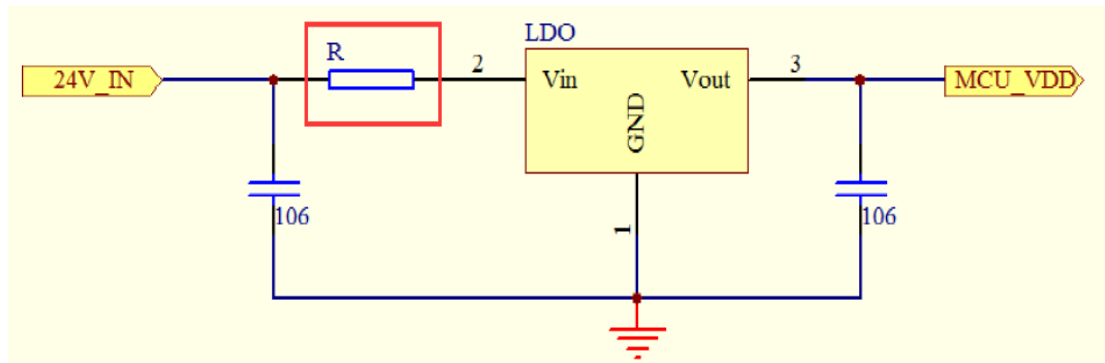 LDO
R
24V_IN
2
Vin
Vout
3
MCU_VDD
GND
106
1
106